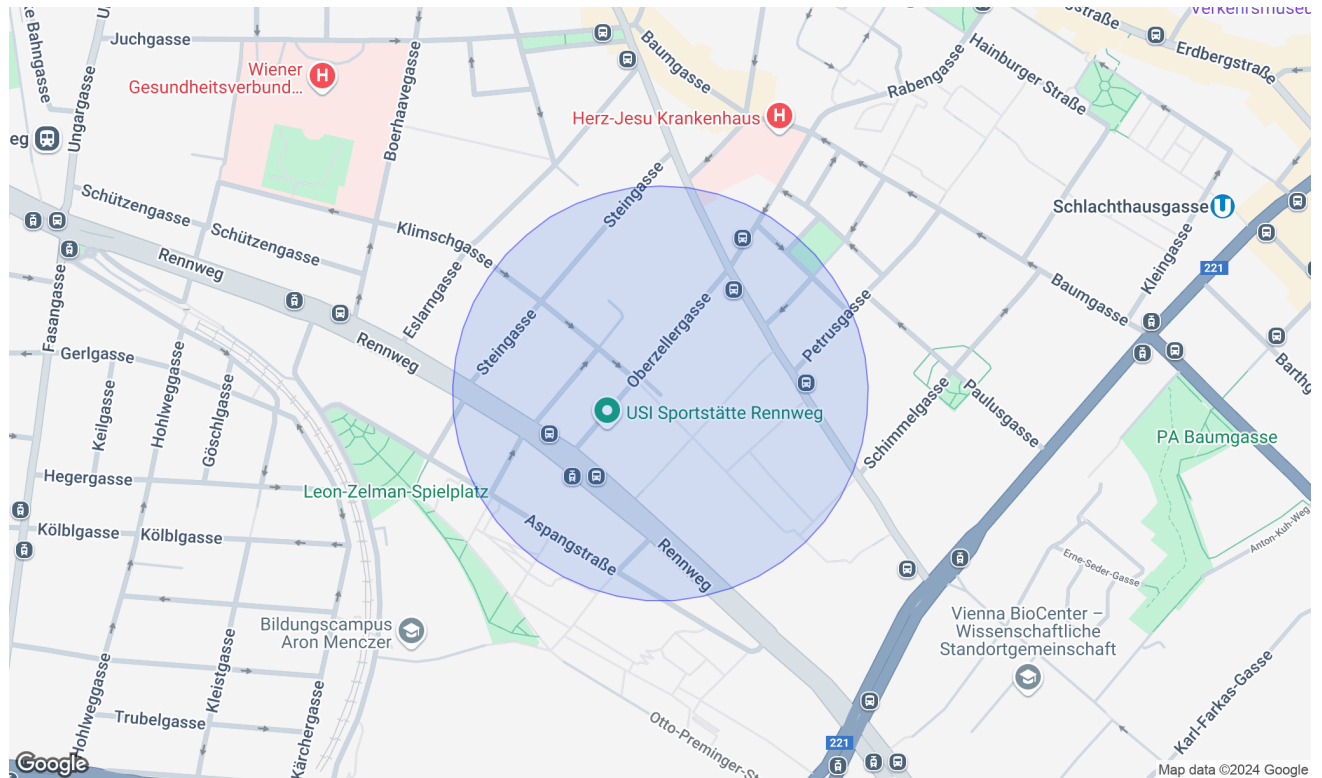 Juchgasse
Wiener
Gesundheitsverbund...
Boerhaavegasse
Ungargasse
Baumgasse
Herz-Jesu Krankenhaus
Rabengasse
Hainburger-Straße
Erdbergstraße
Schützengasse
Schützengasse
Klimschgasse
Steingasse
Schlachthausgasse
Kleingasse
221
Rennweg
Fasangasse
Eslarngasse
Steingasse
Oberzellergasse
Petrusgasse
Baumgasse
Rennweg
Gerlgasse
Keilgasse
Hohlweggasse
Göschlgasse
USI Sportstätte Rennweg
Schimmelgasse
Paulusgasse
PA Baumgasse
Hegergasse
Leon-Zelman-Spielplatz
Kölblgasse
Kölblgasse
Aspangstraße
Rennweg
Anton-Kuh-Weg
Erne-Seder-Gasse
Bildungscampus
Aron Menczer
Vienna BioCenter –
Wissenschaftliche
Standortgemeinschaft
Kleistgasse
Hohlweggasse
Trubelgasse
Kärchergasse
Otto-Preminger-St
Karl-Farkas-Gasse
221
Google
Map data ©2024 Google